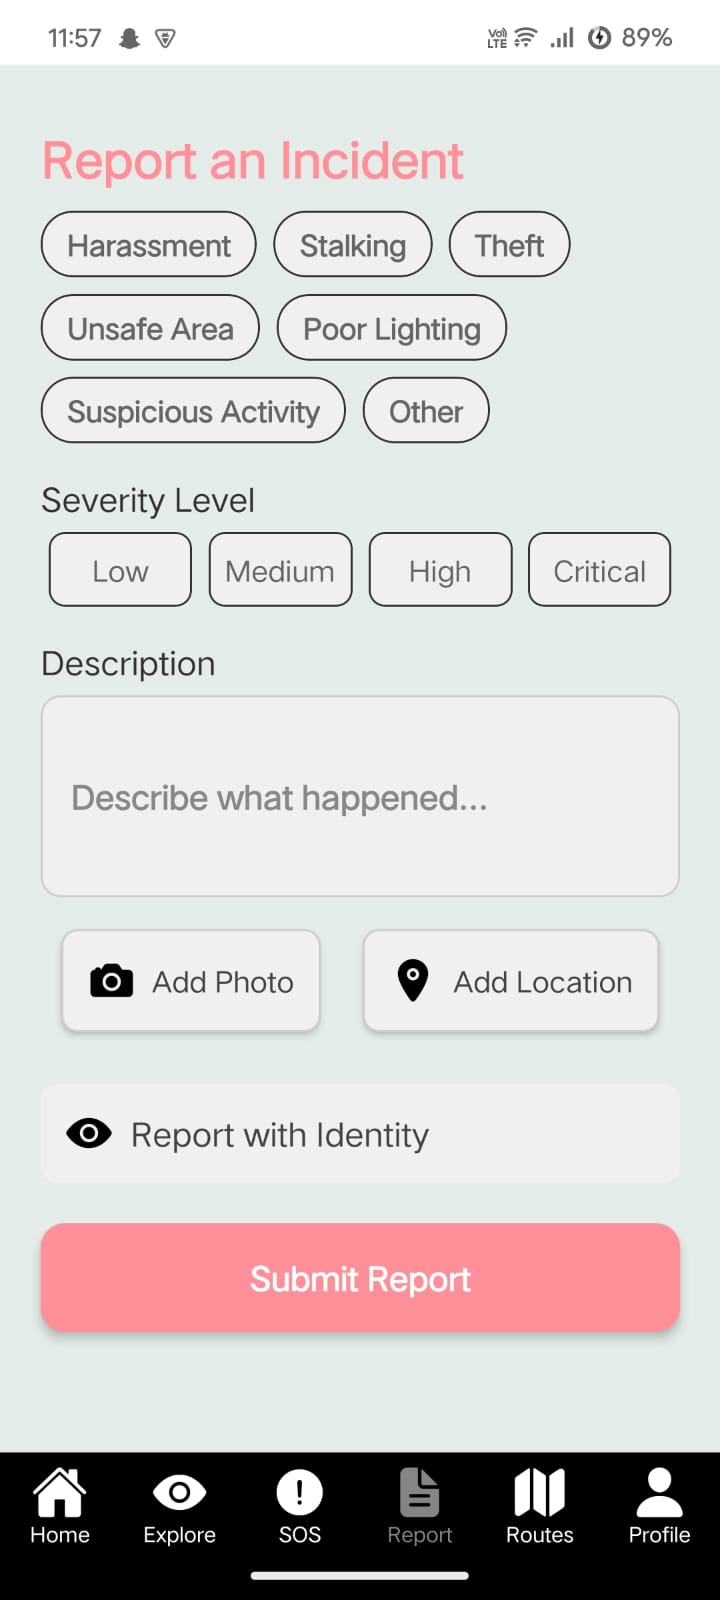 11:57 Vo)) LTE 89%
Report an Incident
Harassment Stalking Theft
Unsafe Area Poor Lighting
Suspicious Activity Other
Severity Level
Low Medium High Critical
Description
Describe what happened...
Add Photo Add Location
Report with Identity
Submit Report
Home Explore SOS Report Routes Profile